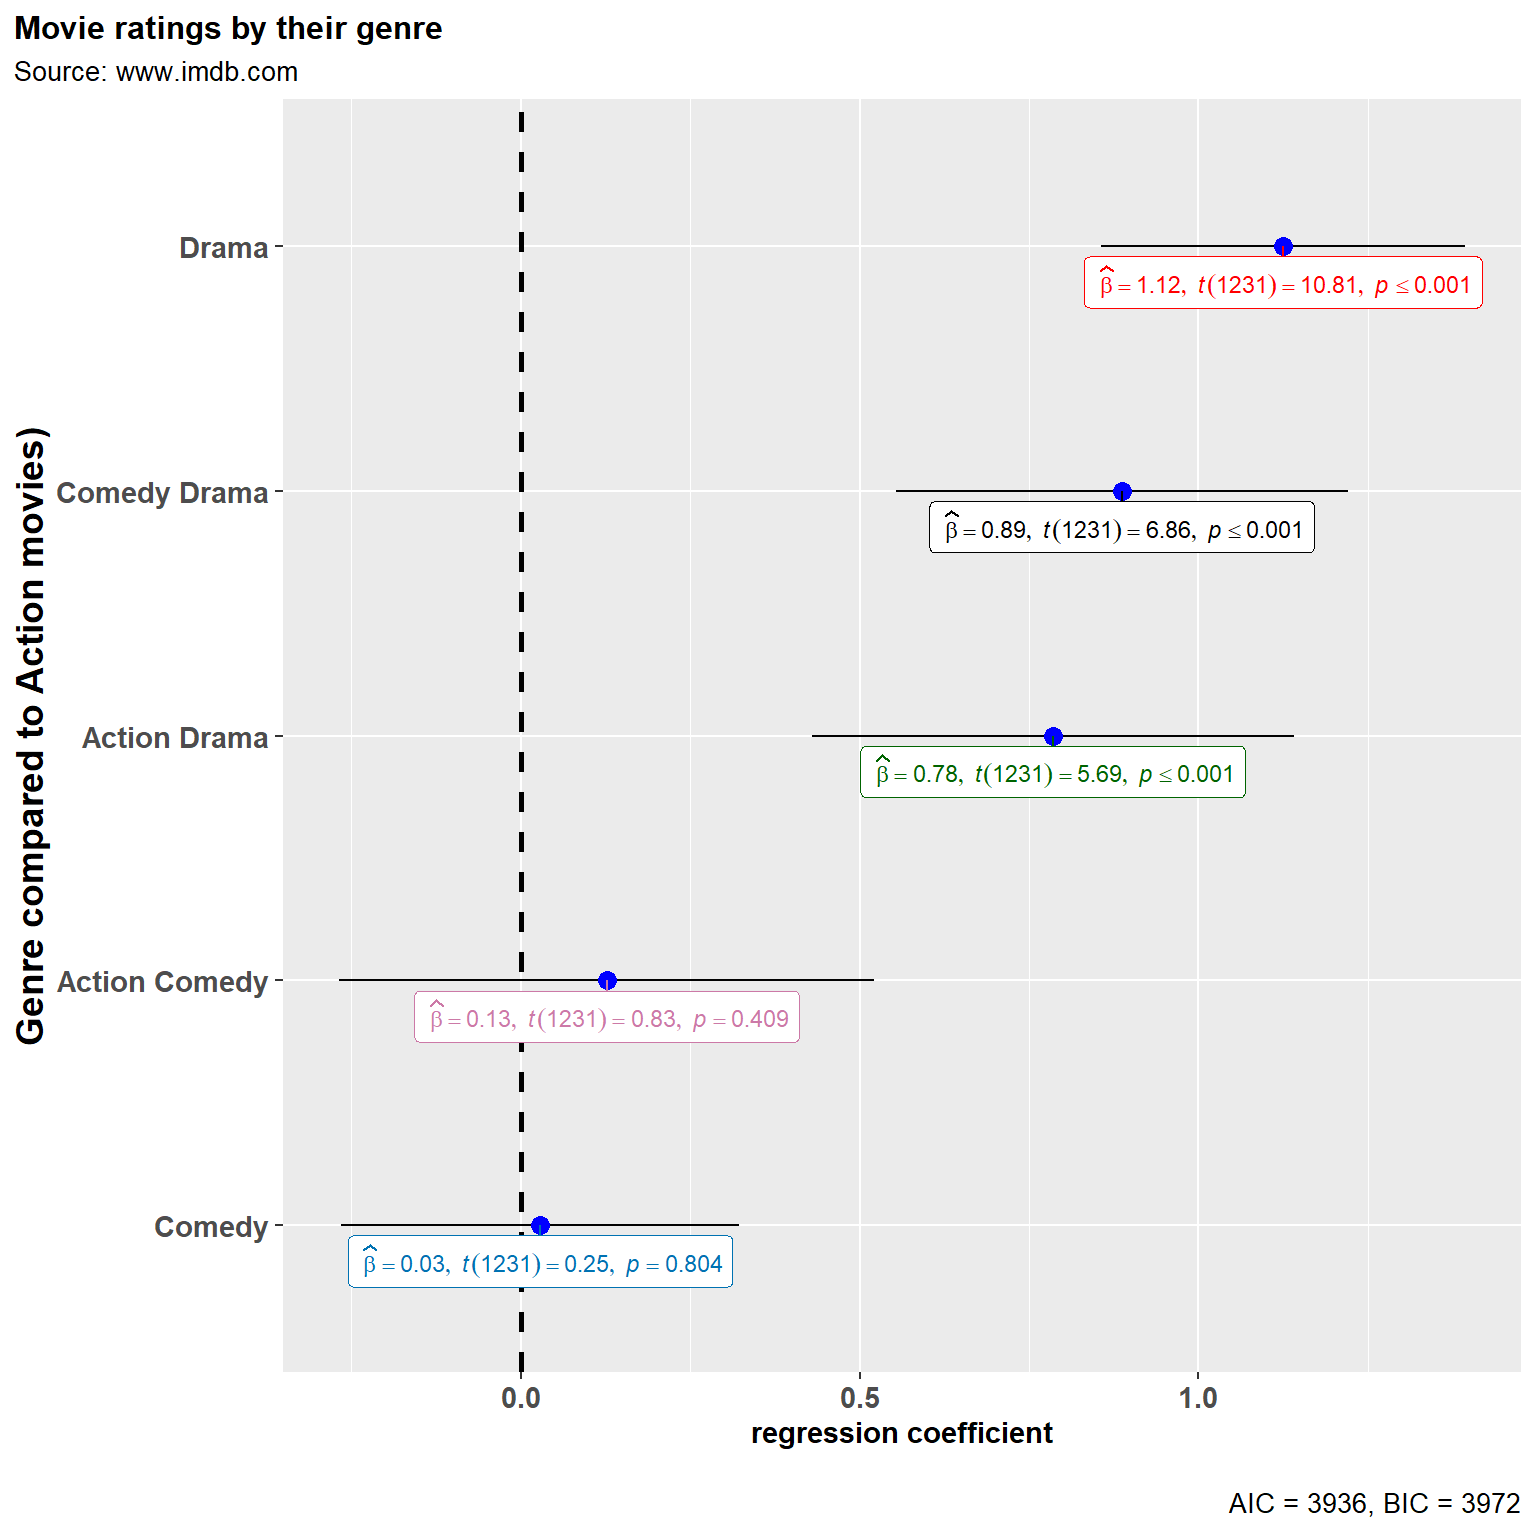 Movie ratings by their genre
Source: www.imdb.com
Genre compared to Action movies)
Drama
β̂ = 1.12, t(1231) = 10.81, p ≤ 0.001
Comedy Drama
β̂ = 0.89, t(1231) = 6.86, p ≤ 0.001
Action Drama
β̂ = 0.78, t(1231) = 5.69, p ≤ 0.001
Action Comedy
β̂ = 0.13, t(1231) = 0.83, p = 0.409
Comedy
β̂ = 0.03, t(1231) = 0.25, p = 0.804
0.0 0.5 1.0
regression coefficient
AIC = 3936, BIC = 3972